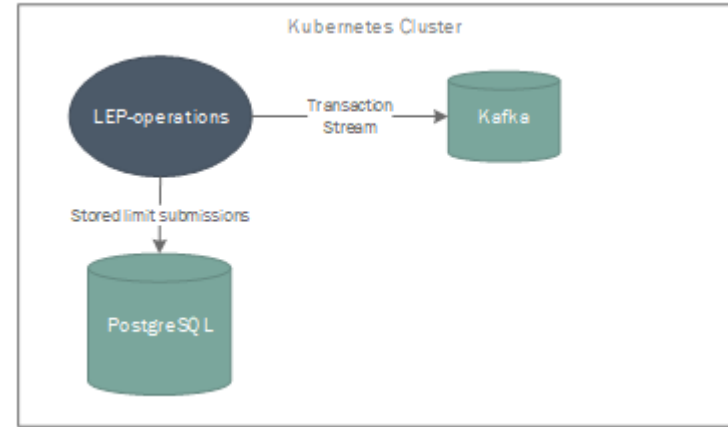 Kubernetes Cluster
LEP-operations
Transaction
Stream
Kafka
Stored limit submissions
PostgreSQL